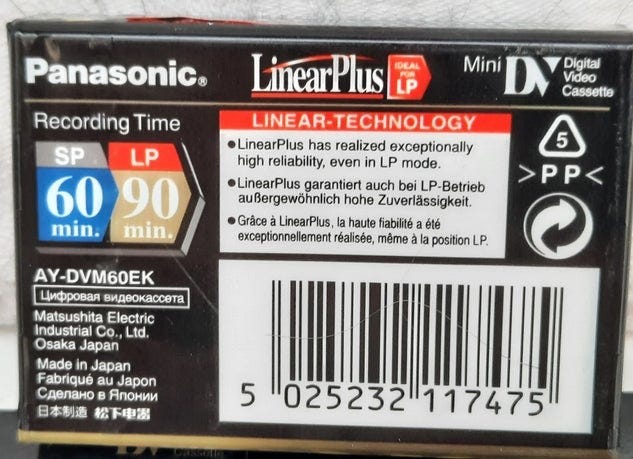 Panasonic®
LinearPlus
IDEAL
FOR
LP
Mini DV Digital
Video
Cassette
Recording Time
SP LP
60 90
min. min.
LINEAR-TECHNOLOGY
•LinearPlus has realized exceptionally
high reliability, even in LP mode.
•LinearPlus garantiert auch bei LP-Betrieb
außergewöhnlich hohe Zuverlässigkeit.
•Grâce à LinearPlus, la haute fiabilité a été
exceptionnellement réalisée, même à la position LP.
5
>PP<
AY-DVM60EK
Цифровая видеокассета
Matsushita Electric
Industrial Co., Ltd.
Osaka Japan
Made in Japan
Fabriqué au Japon
Сделано в Японии
日本制造 松下电器
5 025232 117475
DV Cassette